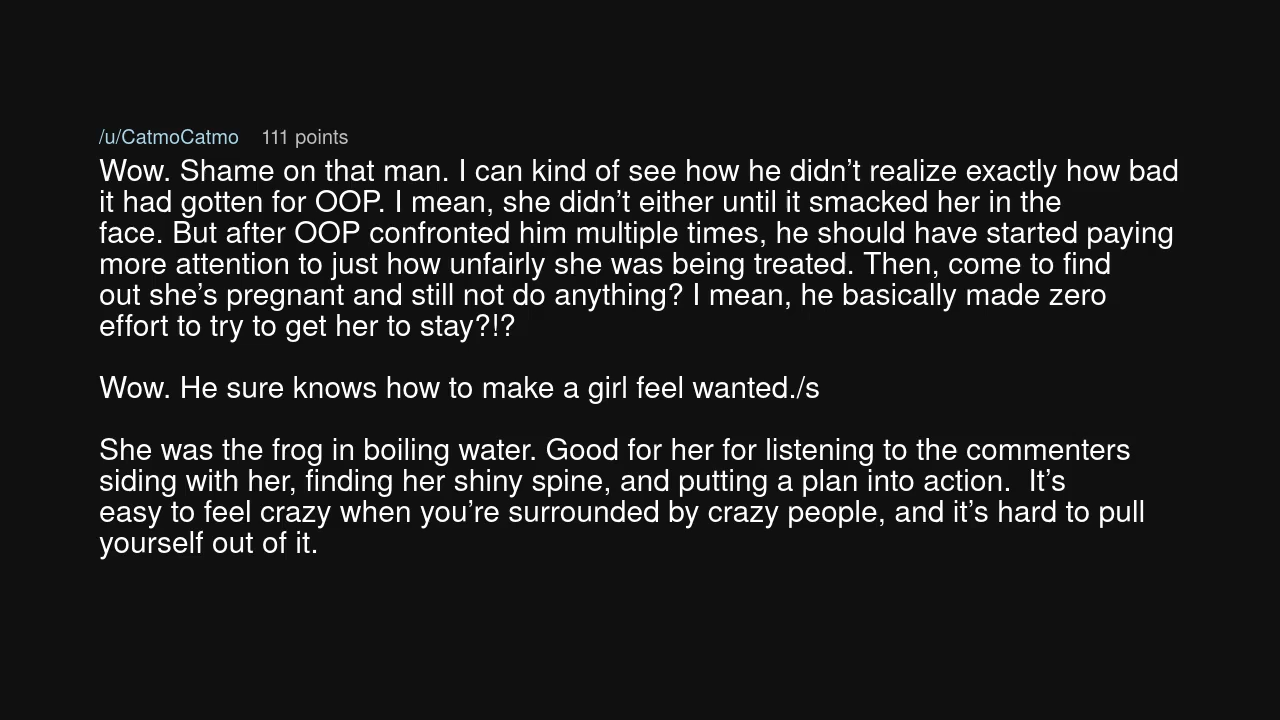 /u/CatmoCatmo 111 points
Wow. Shame on that man. I can kind of see how he didn’t realize exactly how bad
it had gotten for OOP. I mean, she didn’t either until it smacked her in the
face. But after OOP confronted him multiple times, he should have started paying
more attention to just how unfairly she was being treated. Then, come to find
out she’s pregnant and still not do anything? I mean, he basically made zero
effort to try to get her to stay?!?
Wow. He sure knows how to make a girl feel wanted./s
She was the frog in boiling water. Good for her for listening to the commenters
siding with her, finding her shiny spine, and putting a plan into action.  It’s
easy to feel crazy when you’re surrounded by crazy people, and it’s hard to pull
yourself out of it.